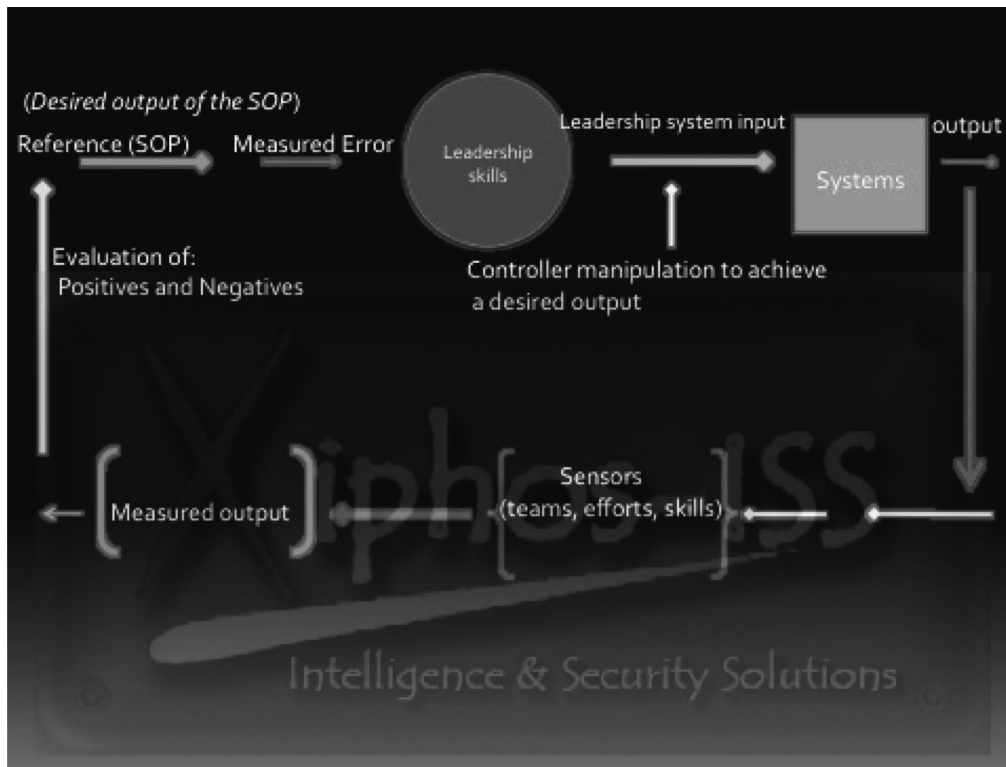 (Desired output of the SOP)
Reference (SOP)
Measured Error
Leadership
skills
Leadership system input
Systems
output
Evaluation of:
Positives and Negatives
Controller manipulation to achieve
a desired output
Measured output
Sensors
(teams, efforts, skills)
Xiphos-ISS
Intelligence & Security Solutions